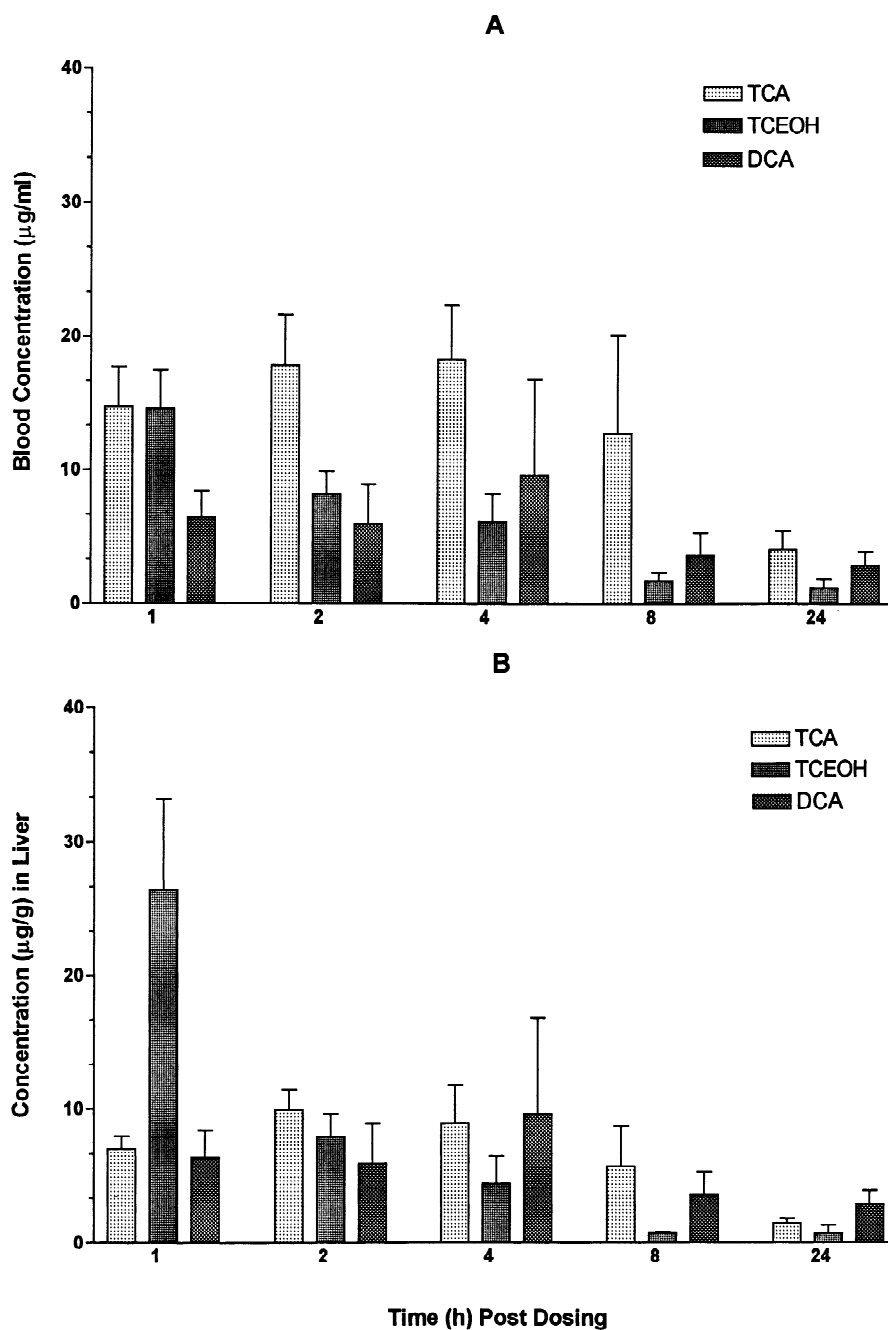 A
40
30
20
10
0
Blood Concentration (μg/ml)
TCA
TCEOH
DCA
1 2 4 8 24
B
40
30
20
10
0
Concentration (μg/g) in Liver
TCA
TCEOH
DCA
1 2 4 8 24
Time (h) Post Dosing